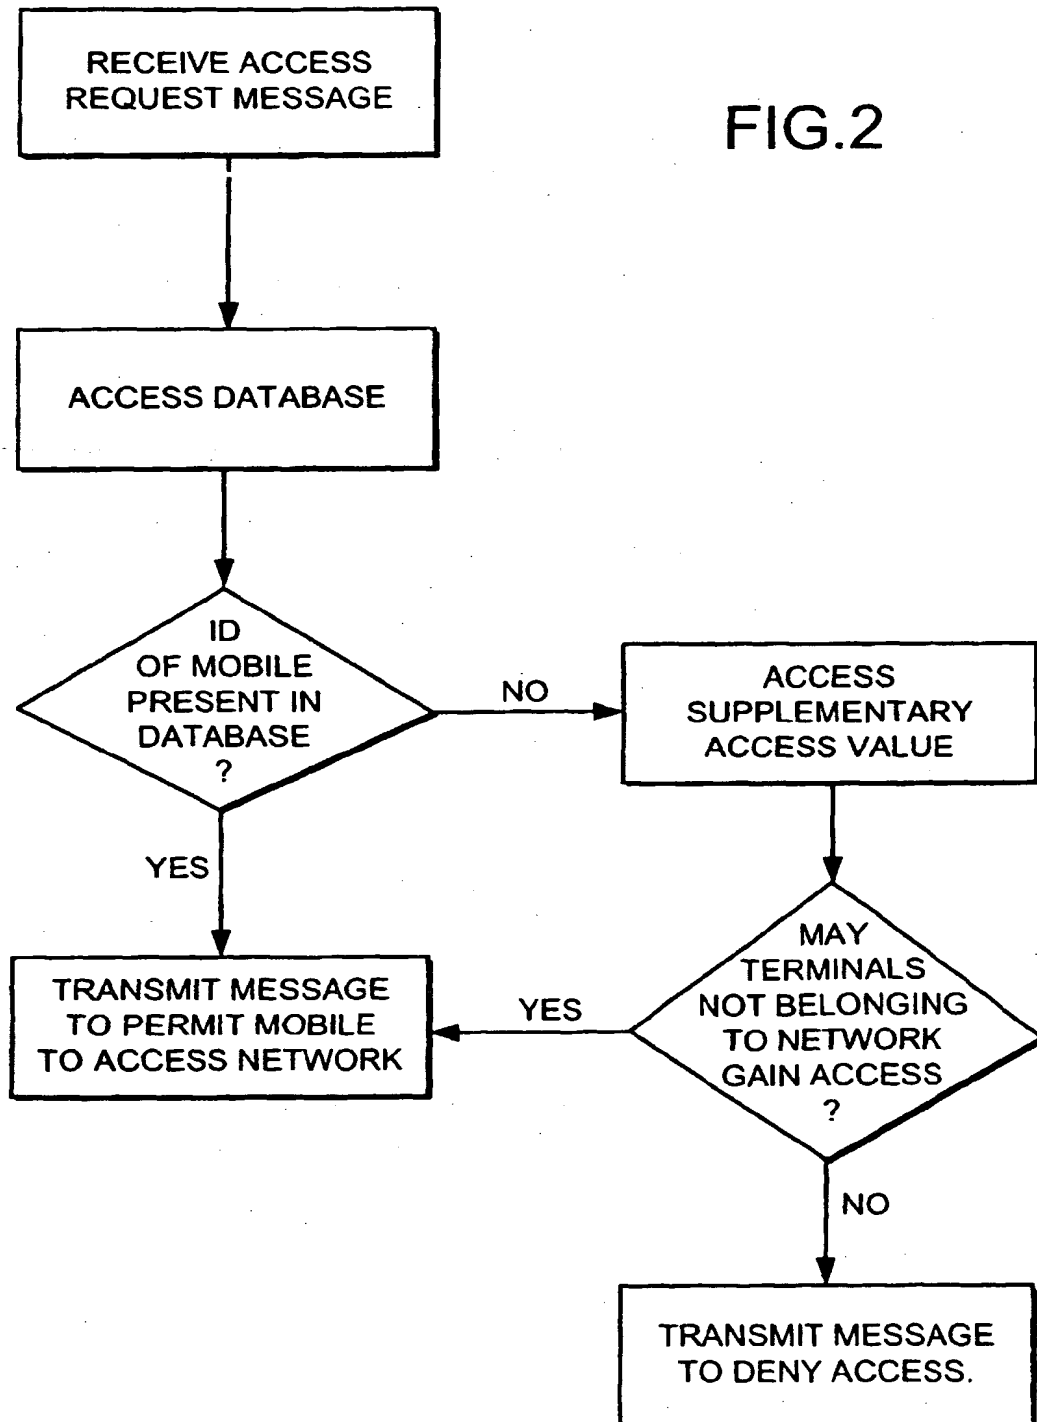 RECEIVE ACCESS
REQUEST MESSAGE
FIG.2
ACCESS DATABASE
ID
OF MOBILE
PRESENT IN
DATABASE
?
NO
ACCESS
SUPPLEMENTARY
ACCESS VALUE
YES
MAY
TERMINALS
NOT BELONGING
TO NETWORK
GAIN ACCESS
?
YES
TRANSMIT MESSAGE
TO PERMIT MOBILE
TO ACCESS NETWORK
NO
TRANSMIT MESSAGE
TO DENY ACCESS.